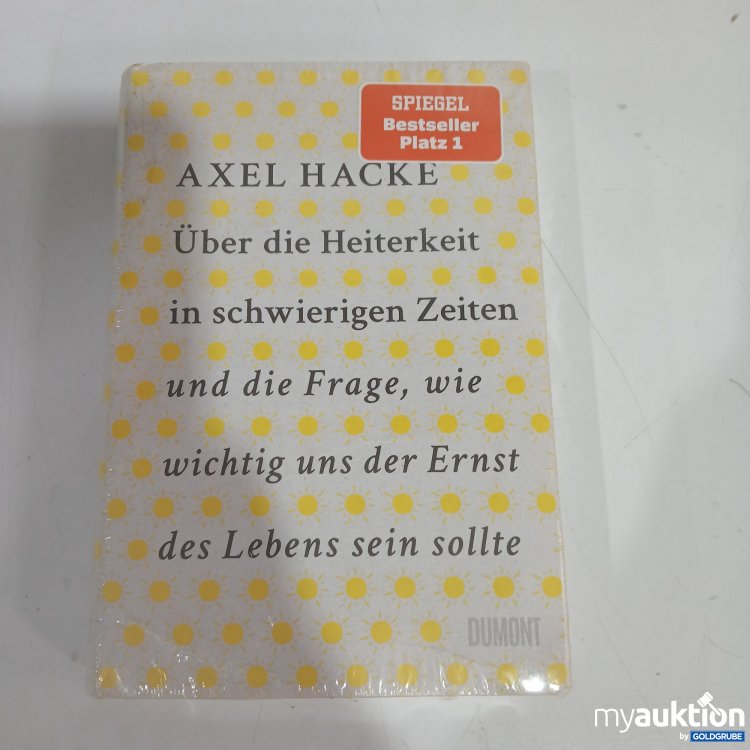 SPIEGEL
Bestseller
Platz 1
AXEL HACKE
Über die Heiterkeit
in schwierigen Zeiten
und die Frage, wie
wichtig uns der Ernst
des Lebens sein sollte
DUMONT
myauktion
by GOLDGRUBE